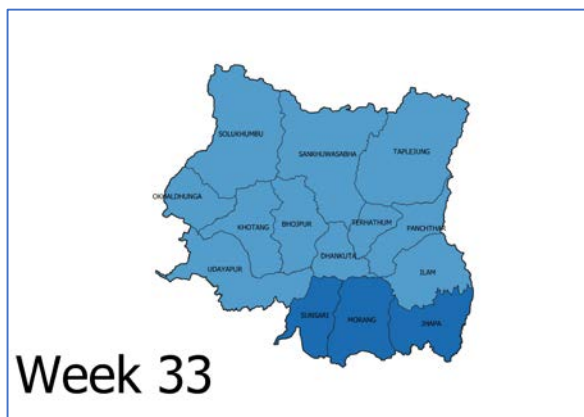 SOLUKHUMBU
SANKHUWASABHA
TAPLEJUNG
OKHALDHUNGA
KHOTANG
BHOJPUR
TERHATHUM
PANCHTHAR
DHANKUTA
UDAYAPUR
ILAM
SUNSARI
MORANG
JHAPA
Week 33